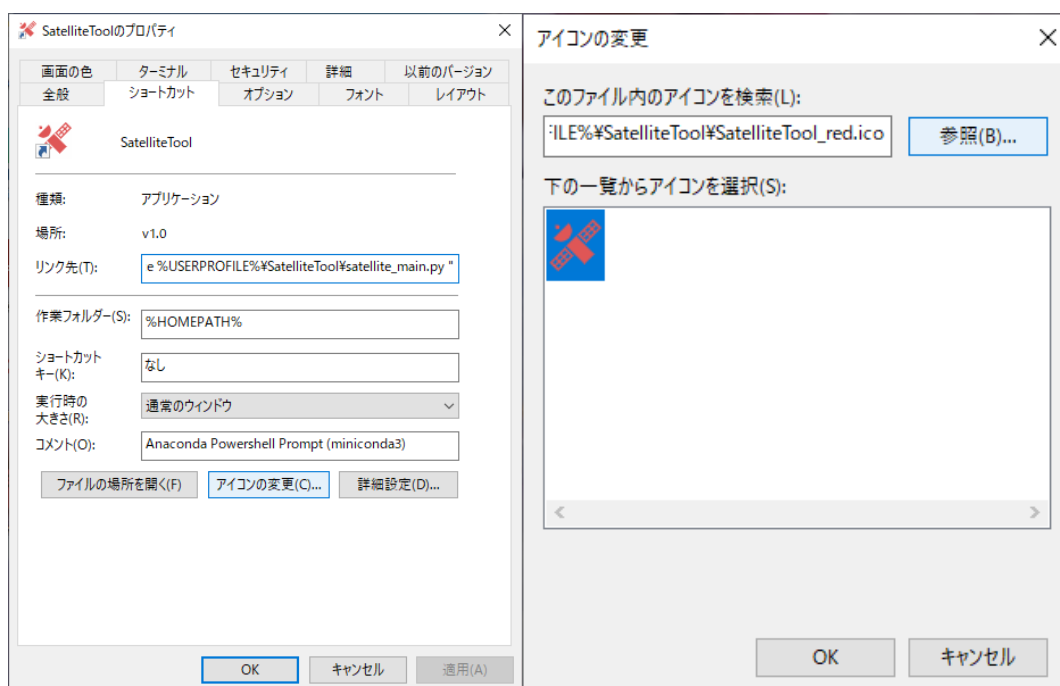 SatelliteToolのプロパティ
画面の色 ターミナル セキュリティ 詳細 以前のバージョン
全般 ショートカット オプション フォント レイアウト
SatelliteTool
種類: アプリケーション
場所: v1.0
リンク先(T): e %USERPROFILE%¥SatelliteTool¥satellite_main.py "
作業フォルダー(S): %HOMEPATH%
ショートカット
キー(K): なし
実行時の
大きさ(R): 通常のウィンドウ
コメント(O): Anaconda Powershell Prompt (miniconda3)
ファイルの場所を開く(F) アイコンの変更(C)... 詳細設定(D)...
OK キャンセル 適用(A)
アイコンの変更
このファイル内のアイコンを検索(L):
ILE%¥SatelliteTool¥SatelliteTool_red.ico 参照(B)...
下の一覧からアイコンを選択(S):
OK キャンセル